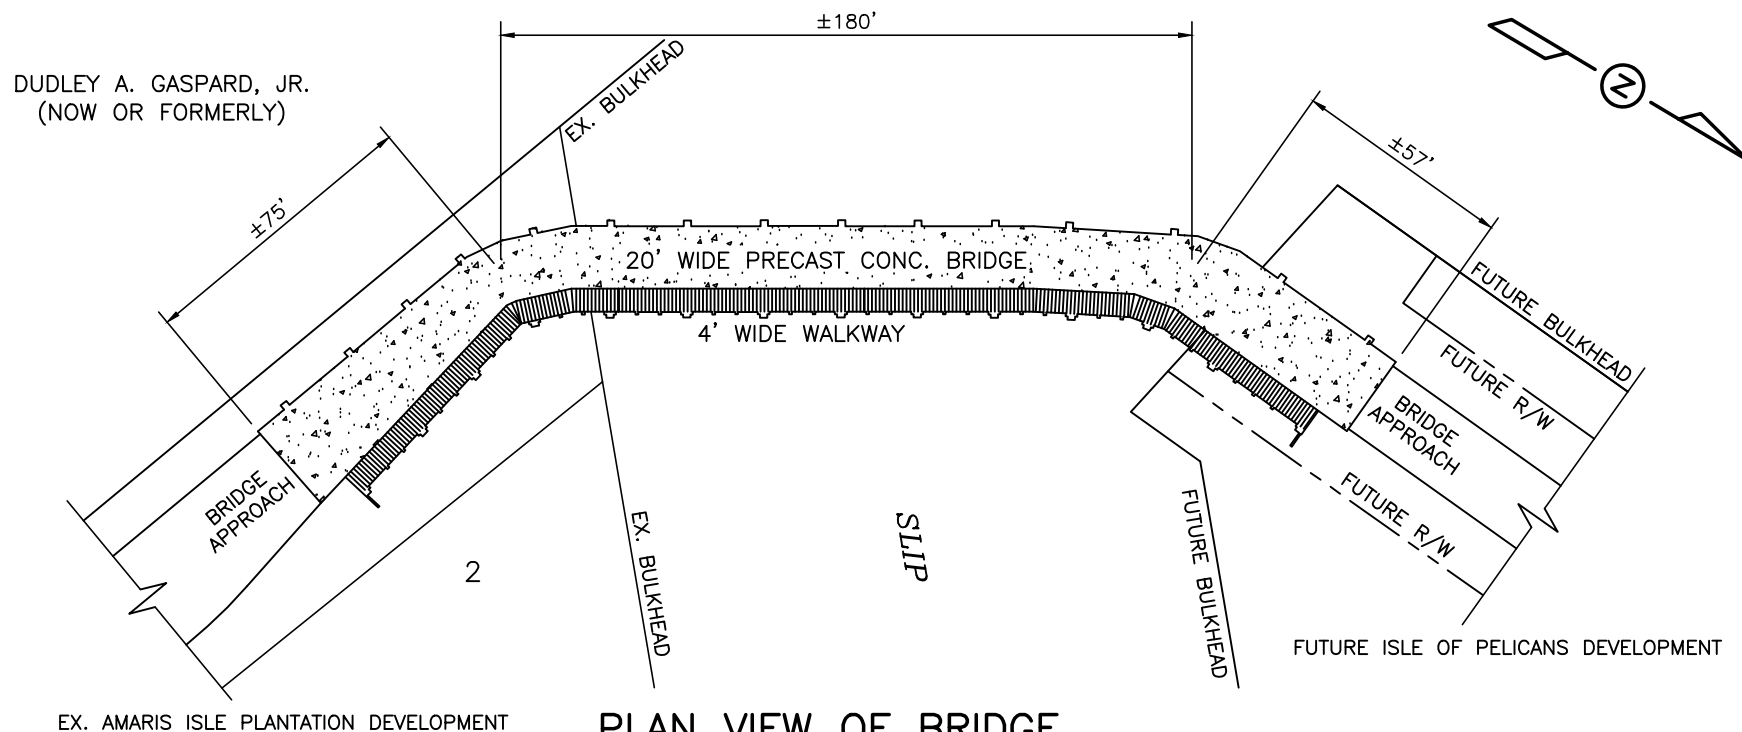 ±180'
DUDLEY A. GASPARD, JR.
(NOW OR FORMERLY)
EX. BULKHEAD
N
±75'
±57'
20' WIDE PRECAST CONC. BRIDGE
4' WIDE WALKWAY
FUTURE BULKHEAD
FUTURE R/W
BRIDGE
APPROACH
FUTURE R/W
BRIDGE
APPROACH
2
EX. BULKHEAD
SLIP
FUTURE BULKHEAD
FUTURE ISLE OF PELICANS DEVELOPMENT
EX. AMARIS ISLE PLANTATION DEVELOPMENT
PLAN VIEW OF BRIDGE